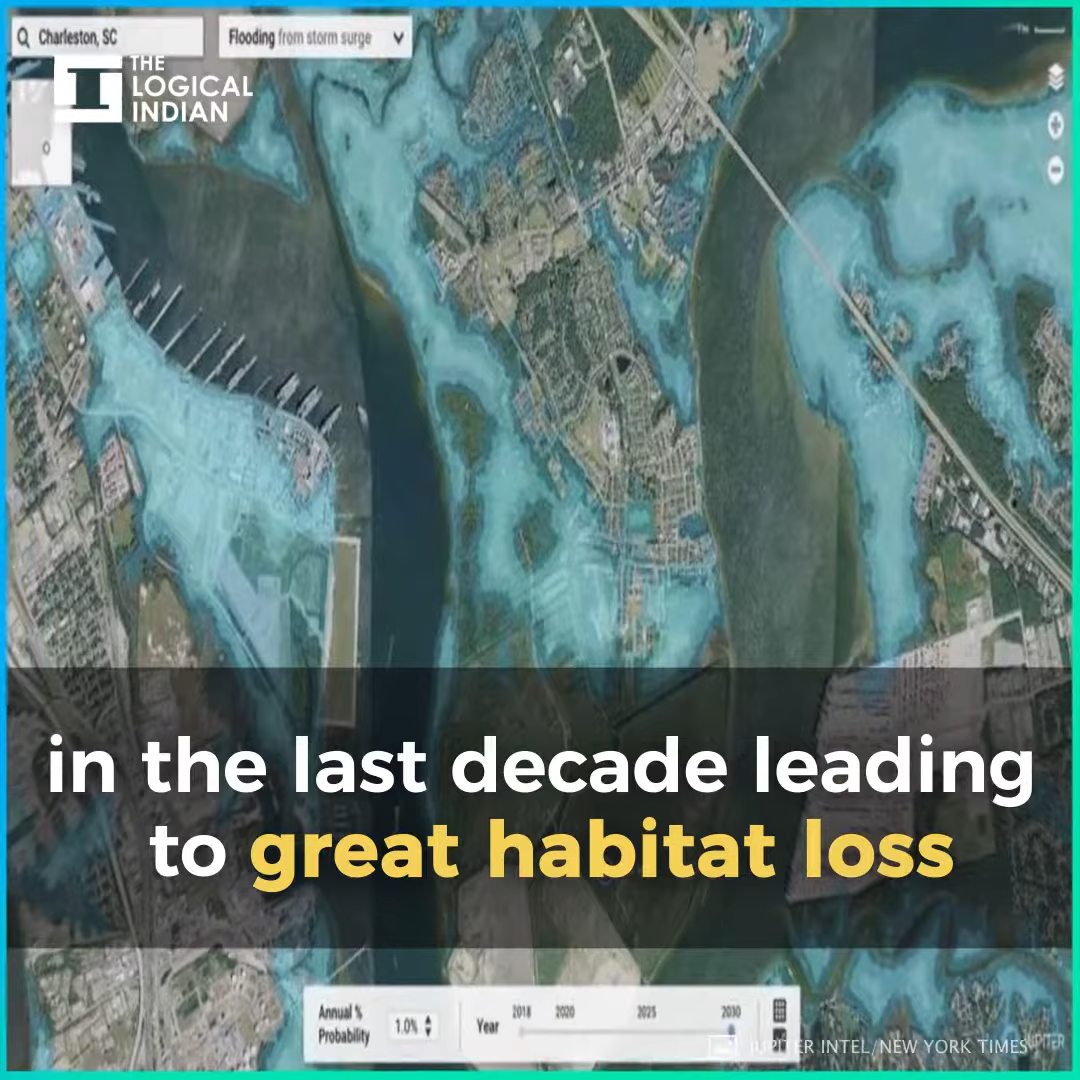 Charleston, SC
Flooding from storm surge
THE
LOGICAL
INDIAN
in the last decade leading
to great habitat loss
Annual %
Probability
1.0%
Year
2018 2020 2025 2030
JUPITER INTEL/NEW YORK TIMES
JUPITER